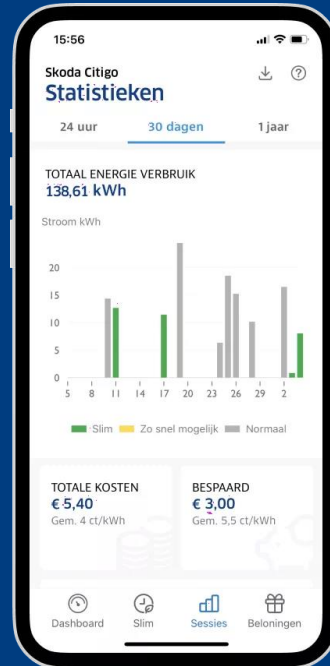 15:56
Skoda Citigo
Statistieken
24 uur
30 dagen
1 jaar
TOTAAL ENERGIE VERBRUIK
138,61 kWh
Stroom kWh
20
15
10
5
0
5 8 11 14 17 20 23 26 29 2
Slim Zo snel mogelijk Normaal
TOTALE KOSTEN
€ 5,40
Gem. 4 ct/kWh
BESPAARD
€ 3,00
Gem. 5,5 ct/kWh
Dashboard Slim Sessies Beloningen